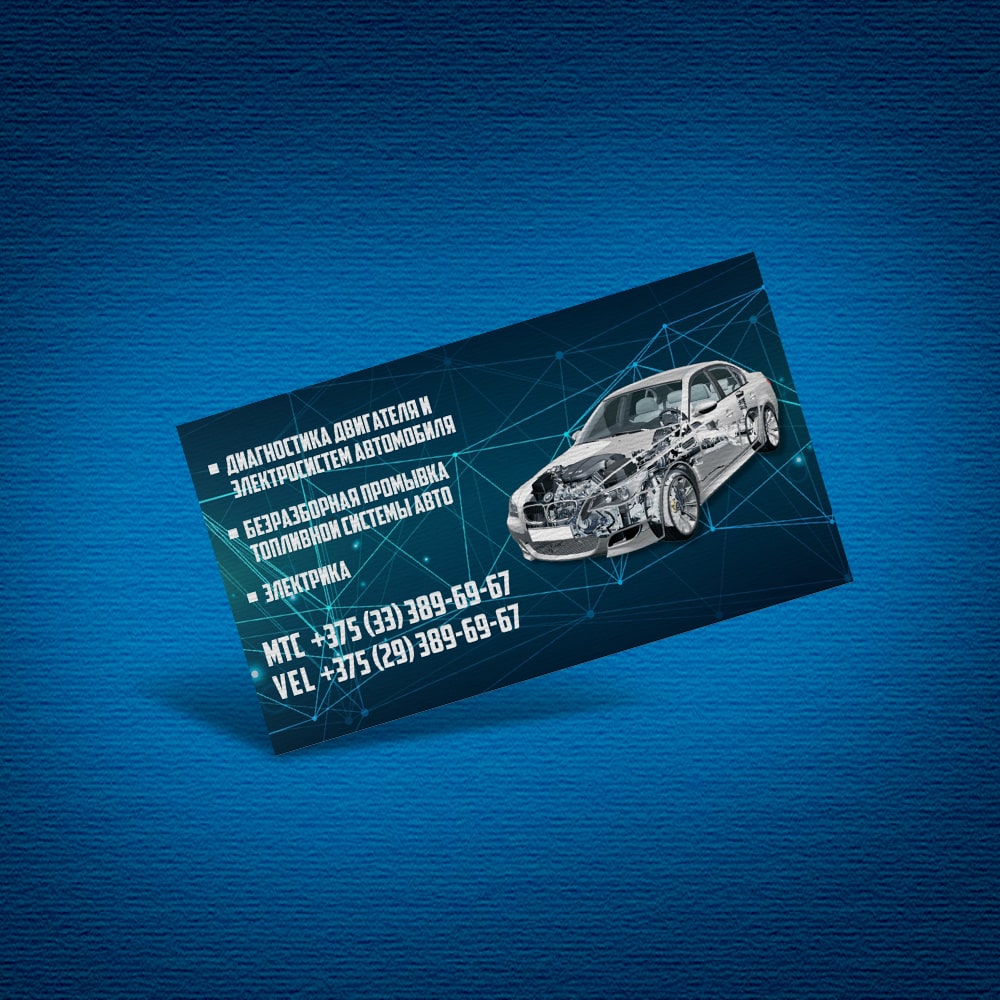 ▪ ДИАГНОСТИКА ДВИГАТЕЛЯ И
ЭЛЕКТРОСИСТЕМ АВТОМОБИЛЯ
▪ БЕЗРАЗБОРНАЯ ПРОМЫВКА
ТОПЛИВНОЙ СИСТЕМЫ АВТО
▪ ЭЛЕКТРИКА
МТС +375 (33) 389-69-67
VEL +375 (29) 389-69-67